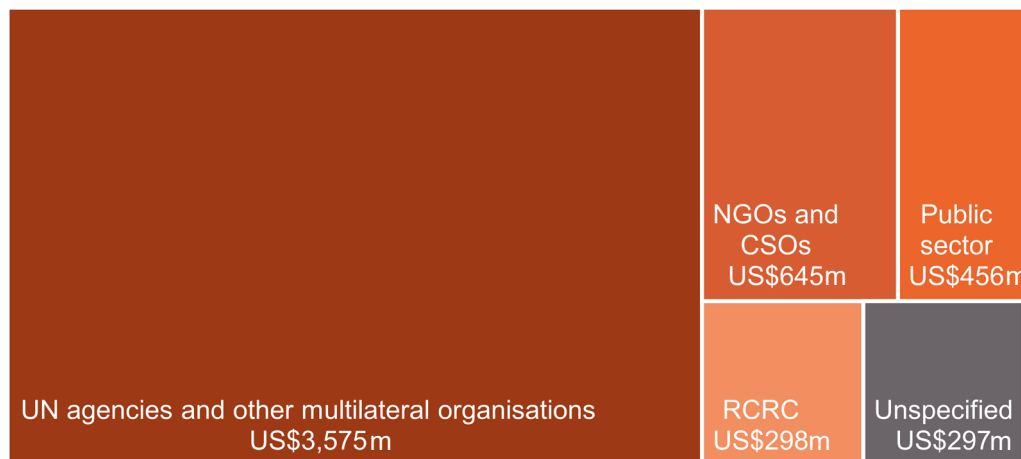 UN agencies and other multilateral organisations
US$3,575m
NGOs and
CSOs
US$645m
Public
sector
US$456m
RCRC
US$298m
Unspecified
US$297m